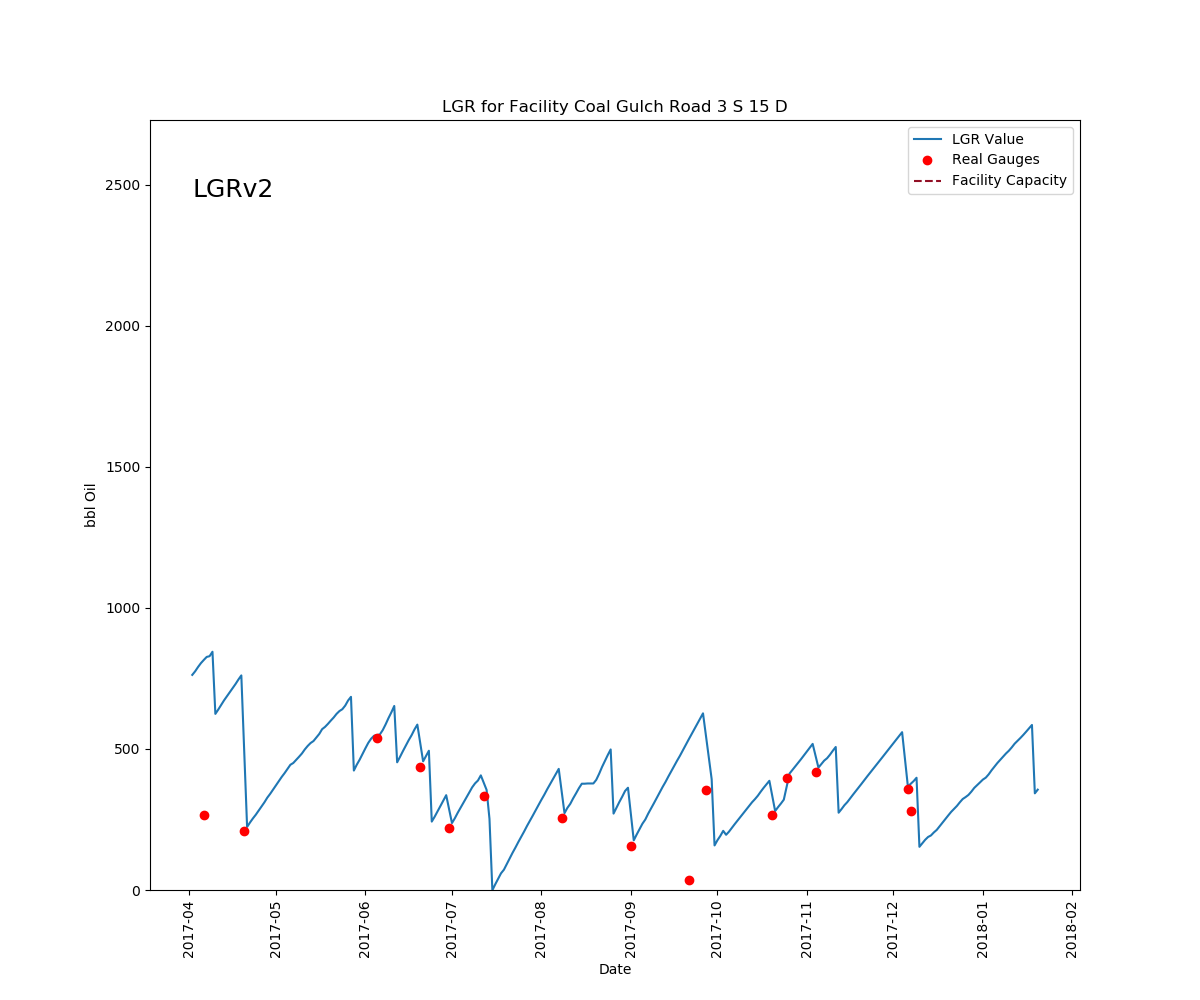 LGR for Facility Coal Gulch Road 3 S 15 D
LGRv2
LGR Value
Real Gauges
Facility Capacity
bbl Oil
2500
2000
1500
1000
500
0
2017-04
2017-05
2017-06
2017-07
2017-08
2017-09
2017-10
2017-11
2017-12
2018-01
2018-02
Date